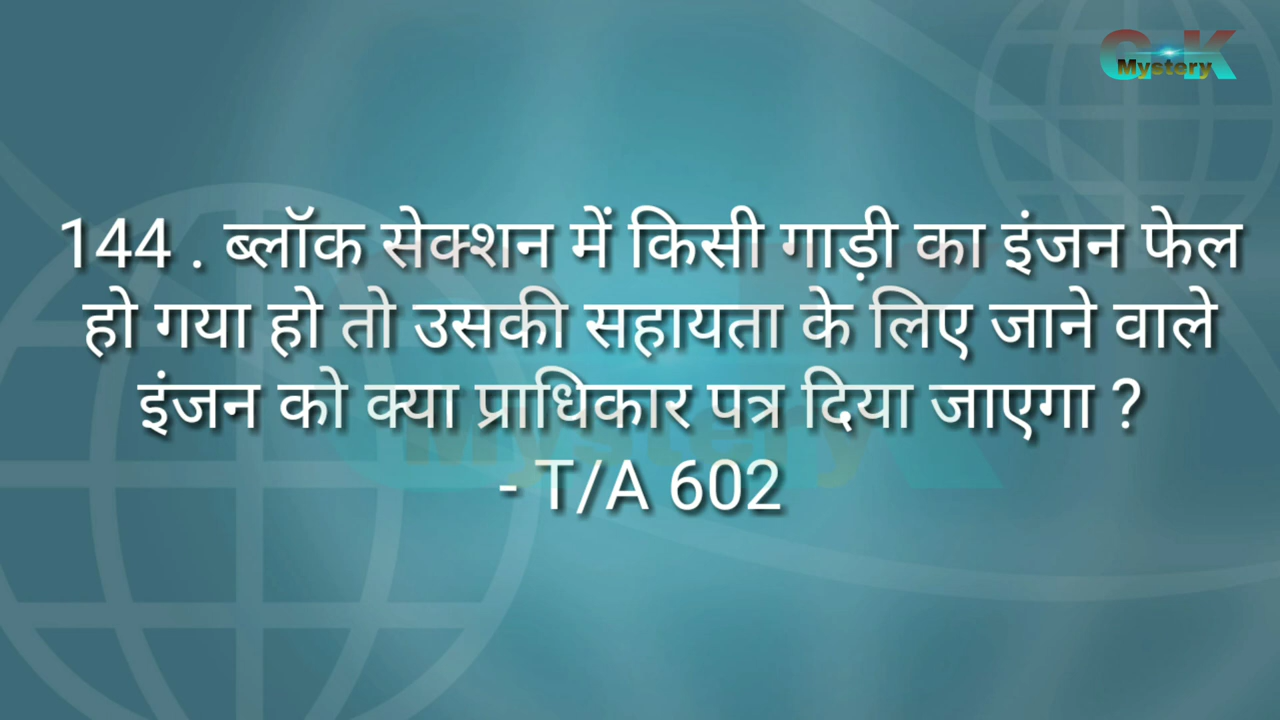 GK
Mystery
144 . ब्लॉक सेक्शन में किसी गाड़ी का इंजन फेल
हो गया हो तो उसकी सहायता के लिए जाने वाले
इंजन को क्या प्राधिकार पत्र दिया जाएगा ?
- T/A 602